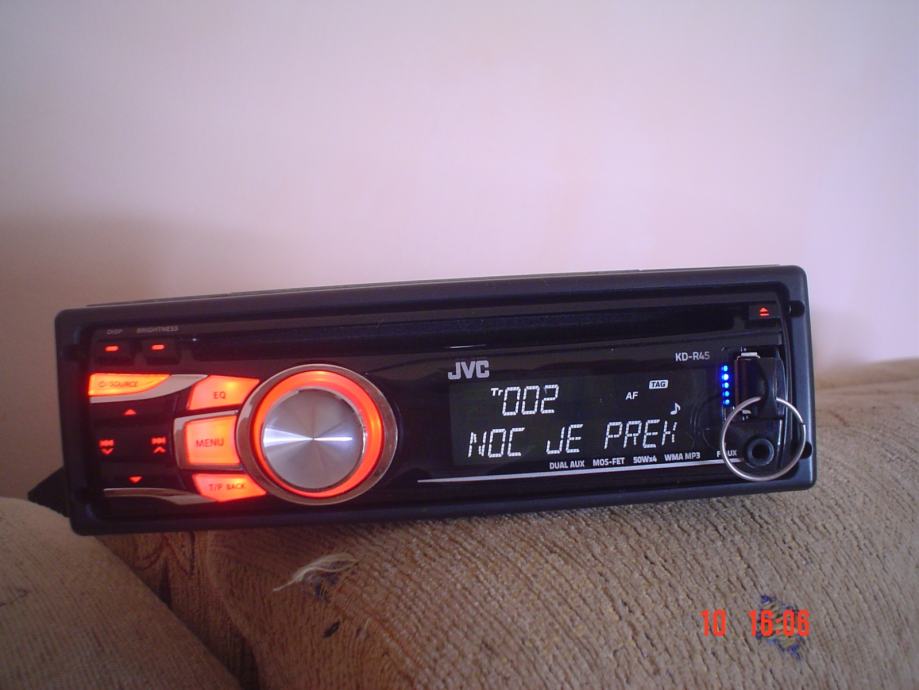 DISP BRIGHTNESS
JVC KD-R45
SOURCE
EQ
Tr 002 AF TAG
MENU
NOC JE PREK
DUAL AUX MOS-FET 50Wx4 WMA MP3
T/P BACK
10 16:06